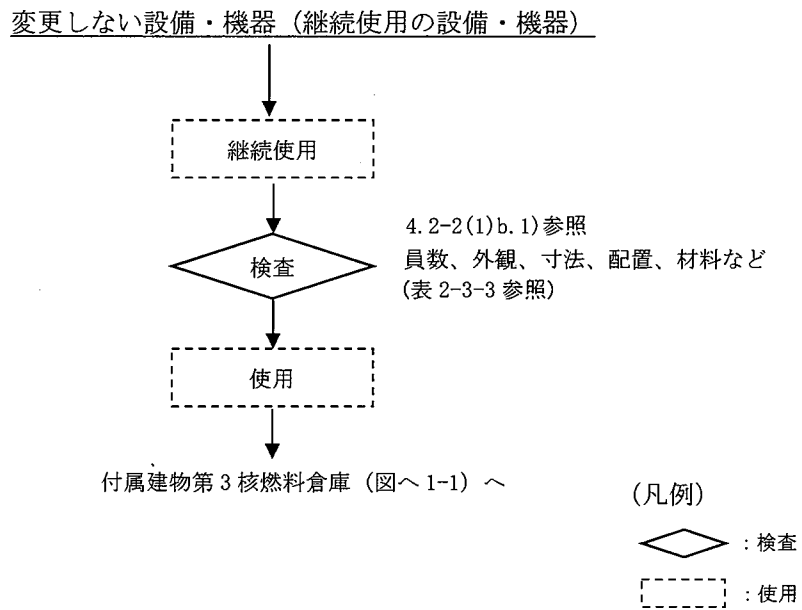 変更しない設備・機器（継続使用の設備・機器）
継続使用
検査
4.2-2(1)b.1)参照
員数、外観、寸法、配置、材料など
(表 2-3-3 参照)
使用
付属建物第３核燃料倉庫（図へ 1-1）へ
(凡例)
：検査
：使用